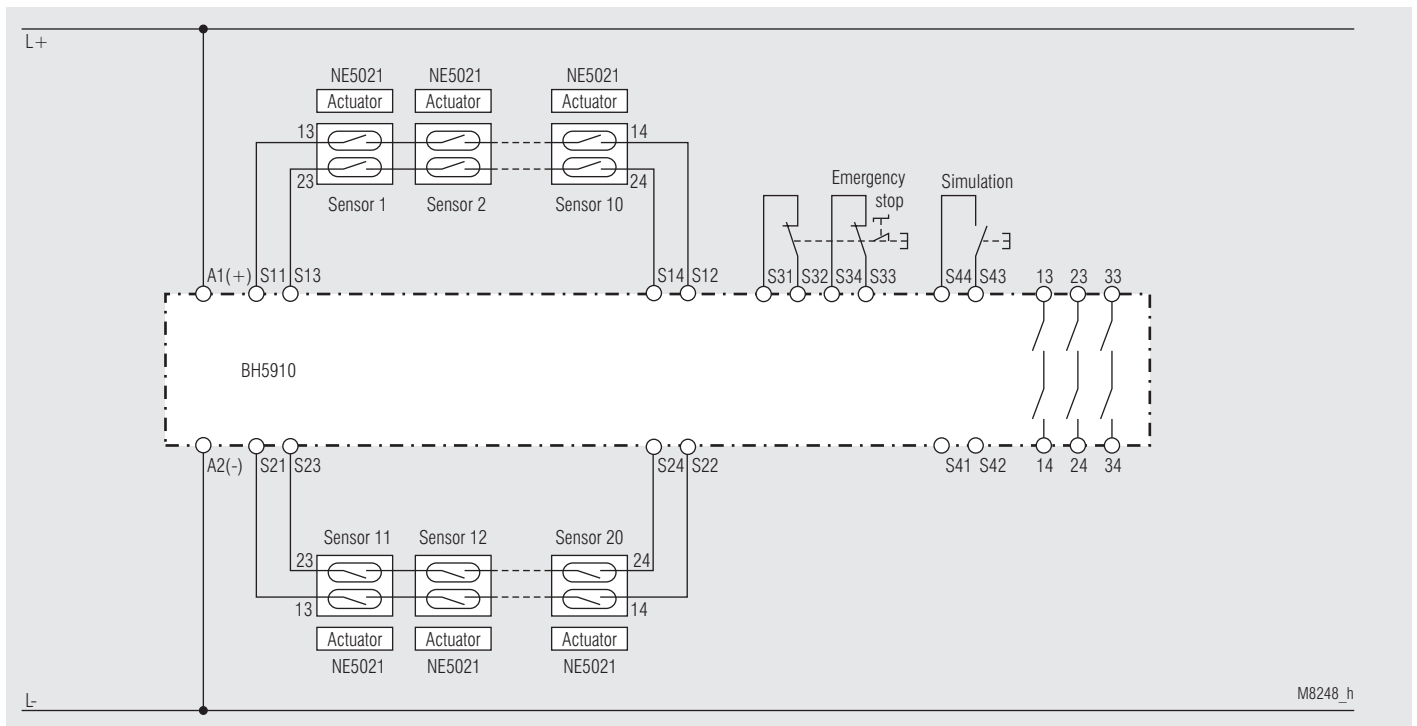 L+
NE5021 NE5021 NE5021
Actuator Actuator Actuator
13 14
23 24
Sensor 1 Sensor 2 Sensor 10
Emergency stop
Simulation
A1(+) S11 S13 S14 S12 S31 S32 S34 S33 S44 S43 13 23 33
BH5910
A2(-) S21 S23 S24 S22 S41 S42 14 24 34
Sensor 11 Sensor 12 Sensor 20
23 24
13 14
Actuator Actuator Actuator
NE5021 NE5021 NE5021
L-
M8248_h